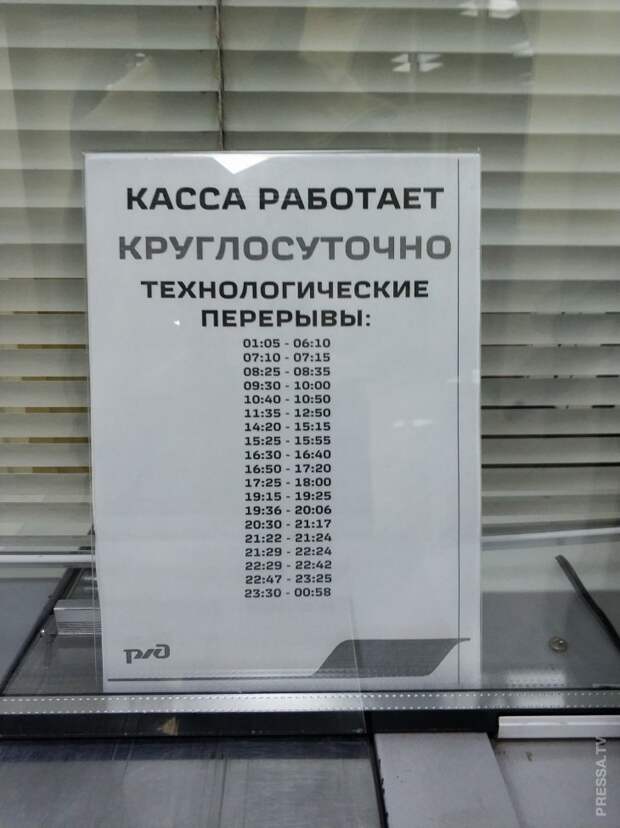 КАССА РАБОТАЕТ
КРУГЛОСУТОЧНО
ТЕХНОЛОГИЧЕСКИЕ
ПЕРЕРЫВЫ:
01:05 - 06:10
07:10 - 07:15
08:25 - 08:35
09:30 - 10:00
10:40 - 10:50
11:35 - 12:50
14:20 - 15:15
15:25 - 15:55
16:30 - 16:40
16:50 - 17:20
17:25 - 18:00
19:15 - 19:25
19:36 - 20:06
20:30 - 21:17
21:22 - 21:24
21:29 - 22:24
22:29 - 22:42
22:47 - 23:25
23:30 - 00:58
РЖД
PRESSA.TV